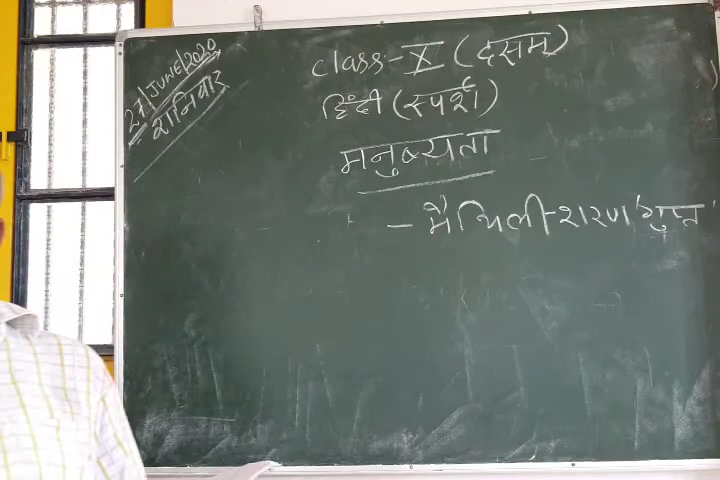 27/JUNE/2020
शनिवार
class-X (दसम)
हिंदी (स्पर्श)
मनुष्यता
- मैथिली-शरण 'गुप्त'